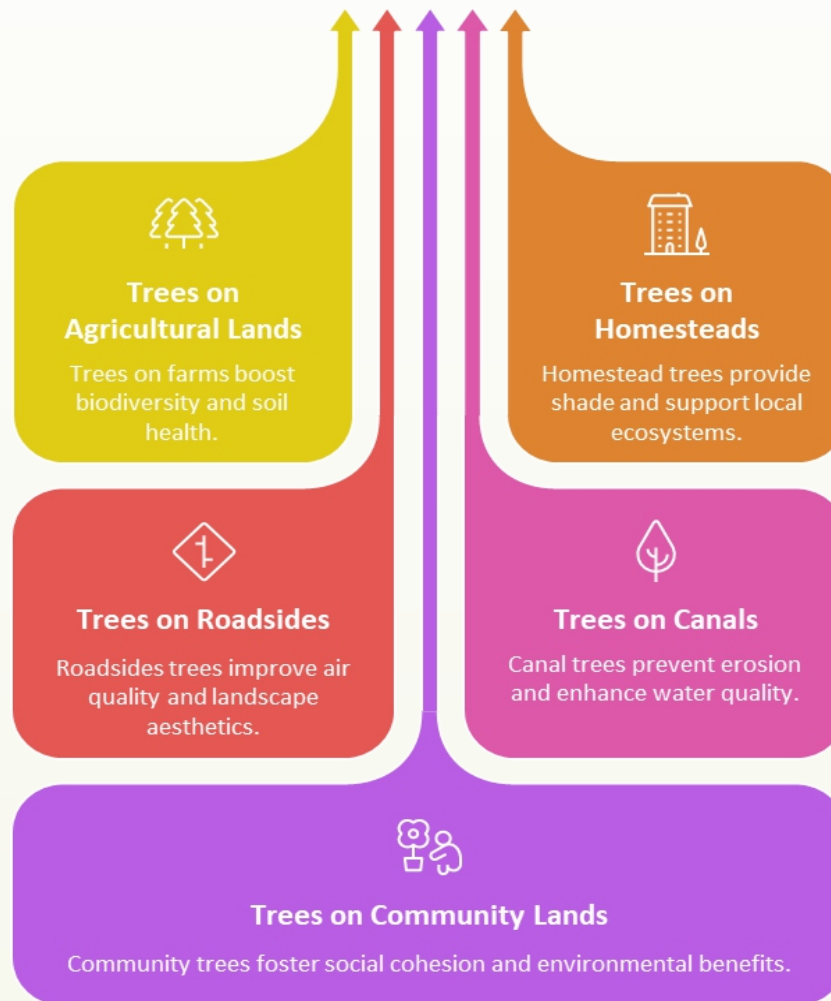 Trees on
Agricultural Lands
Trees on farms boost
biodiversity and soil
health.
Trees on
Homesteads
Homestead trees provide
shade and support local
ecosystems.
Trees on Roadsides
Roadsides trees improve air
quality and landscape
aesthetics.
Trees on Canals
Canal trees prevent erosion
and enhance water quality.
Trees on Community Lands
Community trees foster social cohesion and environmental benefits.